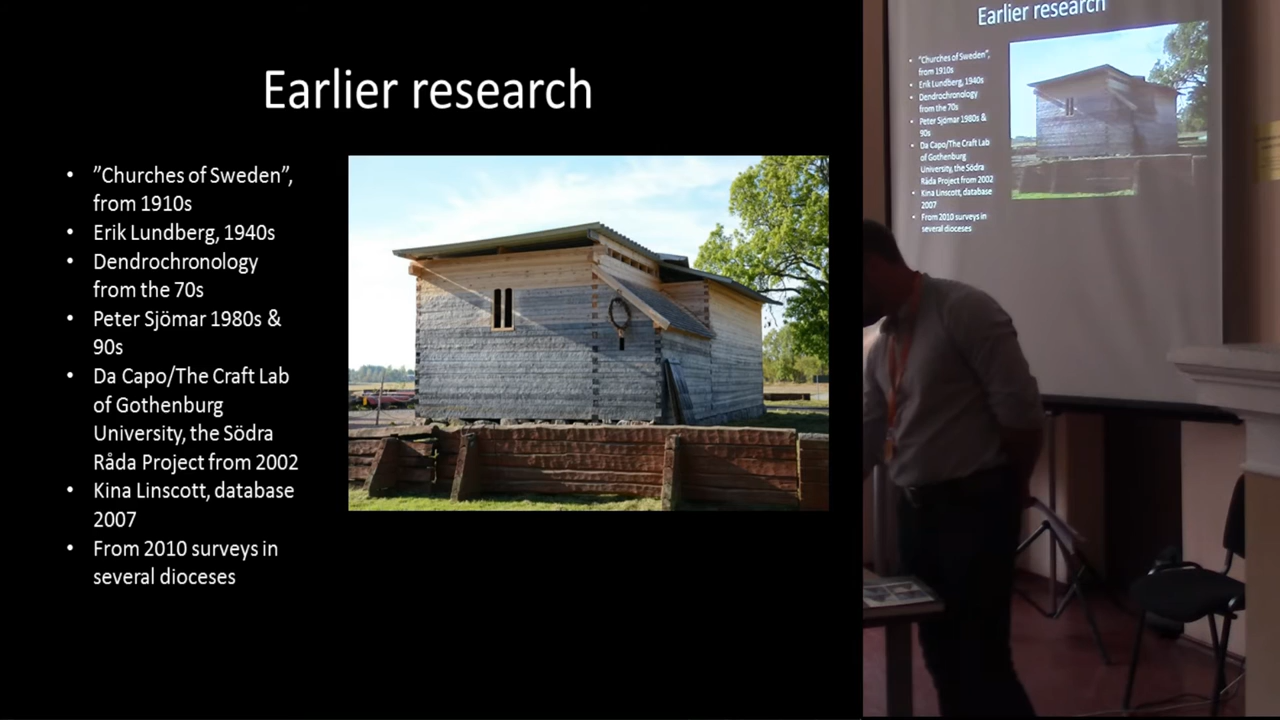 Earlier research
• ”Churches of Sweden”,
from 1910s
• Erik Lundberg, 1940s
• Dendrochronology
from the 70s
• Peter Sjömar 1980s &
90s
• Da Capo/The Craft Lab
of Gothenburg
University, the Södra
Råda Project from 2002
• Kina Linscott, database
2007
• From 2010 surveys in
several dioceses
Earlier research
• ”Churches of Sweden”,
from 1910s
• Erik Lundberg, 1940s
• Dendrochronology
from the 70s
• Peter Sjömar 1980s &
90s
• Da Capo/The Craft Lab
of Gothenburg
University, the Södra
Råda Project from 2002
• Kina Linscott, database
2007
• From 2010 surveys in
several dioceses